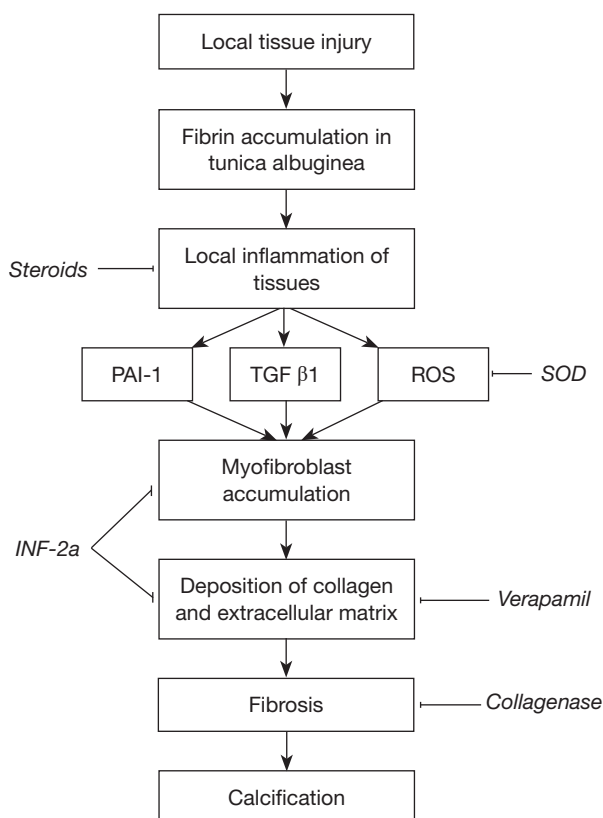 Local tissue injury
Fibrin accumulation in
tunica albuginea
Steroids
Local inflammation of
tissues
PAI-1
TGF β1
ROS
SOD
Myofibroblast
accumulation
INF-2a
Deposition of collagen
and extracellular matrix
Verapamil
Fibrosis
Collagenase
Calcification